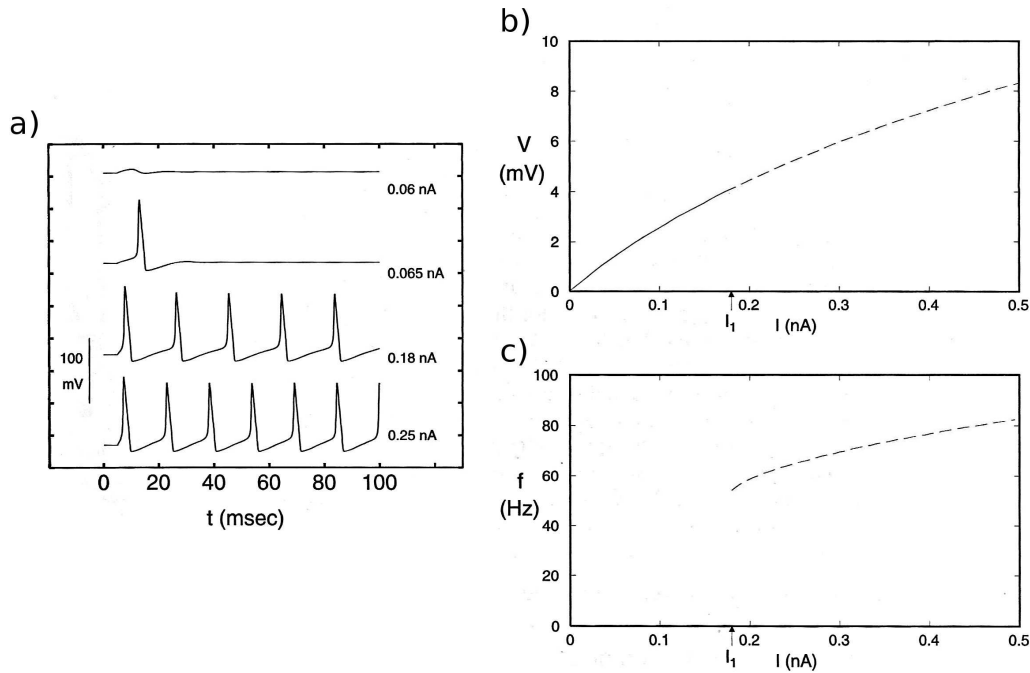 a)
0.06 nA
0.065 nA
0.18 nA
0.25 nA
100
mV
0 20 40 60 80 100
t (msec)
b)
10
8
6
4
2
0
V
(mV)
0 0.1 0.2 0.3 0.4 0.5
I₁ I (nA)
c)
100
80
60
40
20
0
f
(Hz)
0 0.1 0.2 0.3 0.4 0.5
I₁ I (nA)